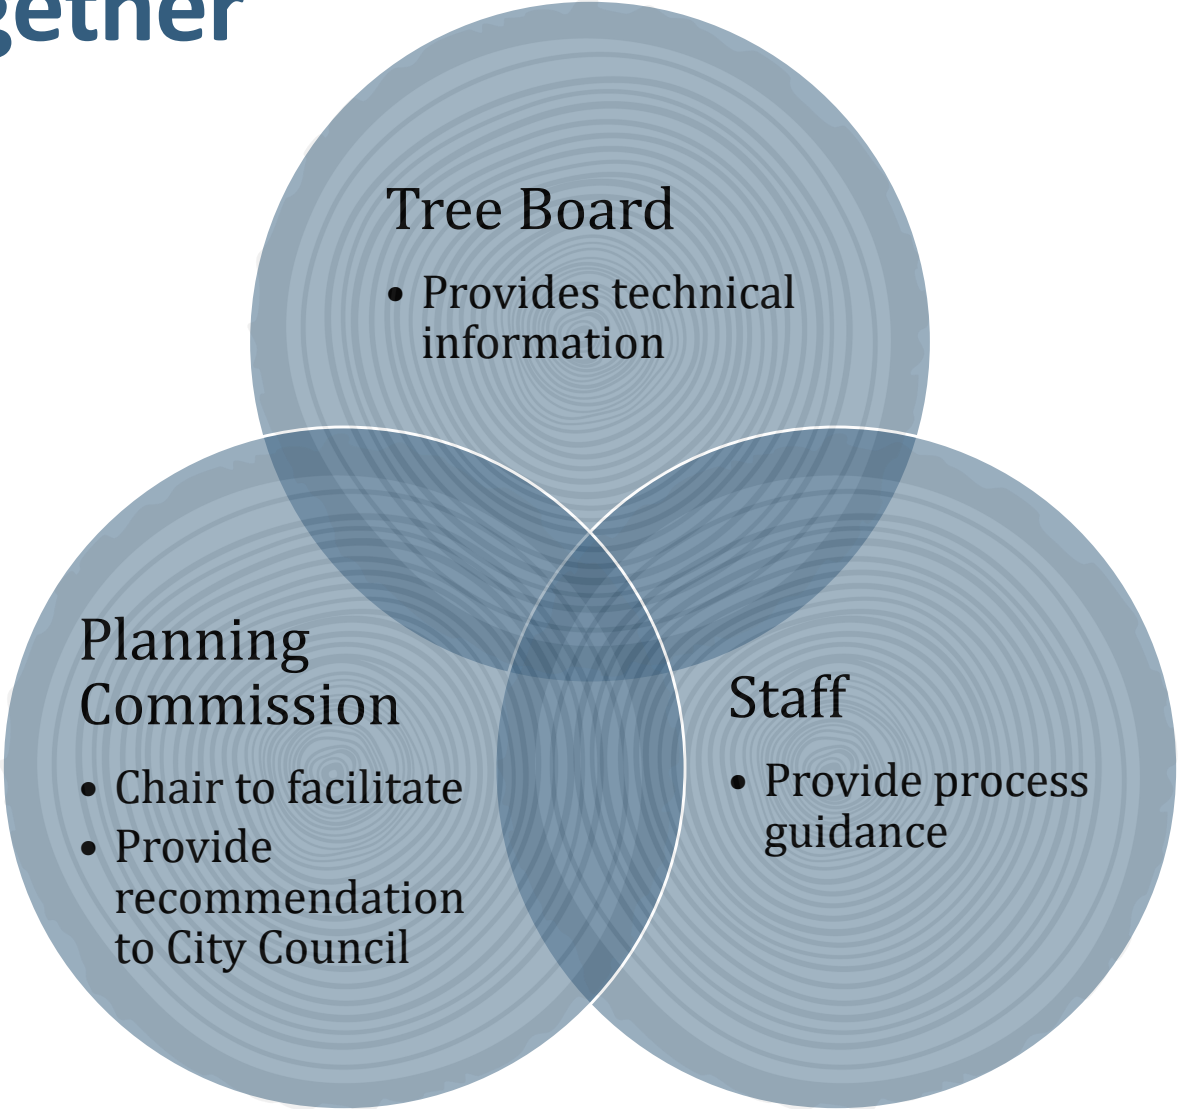 gether
Tree Board
• Provides technical
information
Planning
Commission
• Chair to facilitate
• Provide
recommendation
to City Council
Staff
• Provide process
guidance